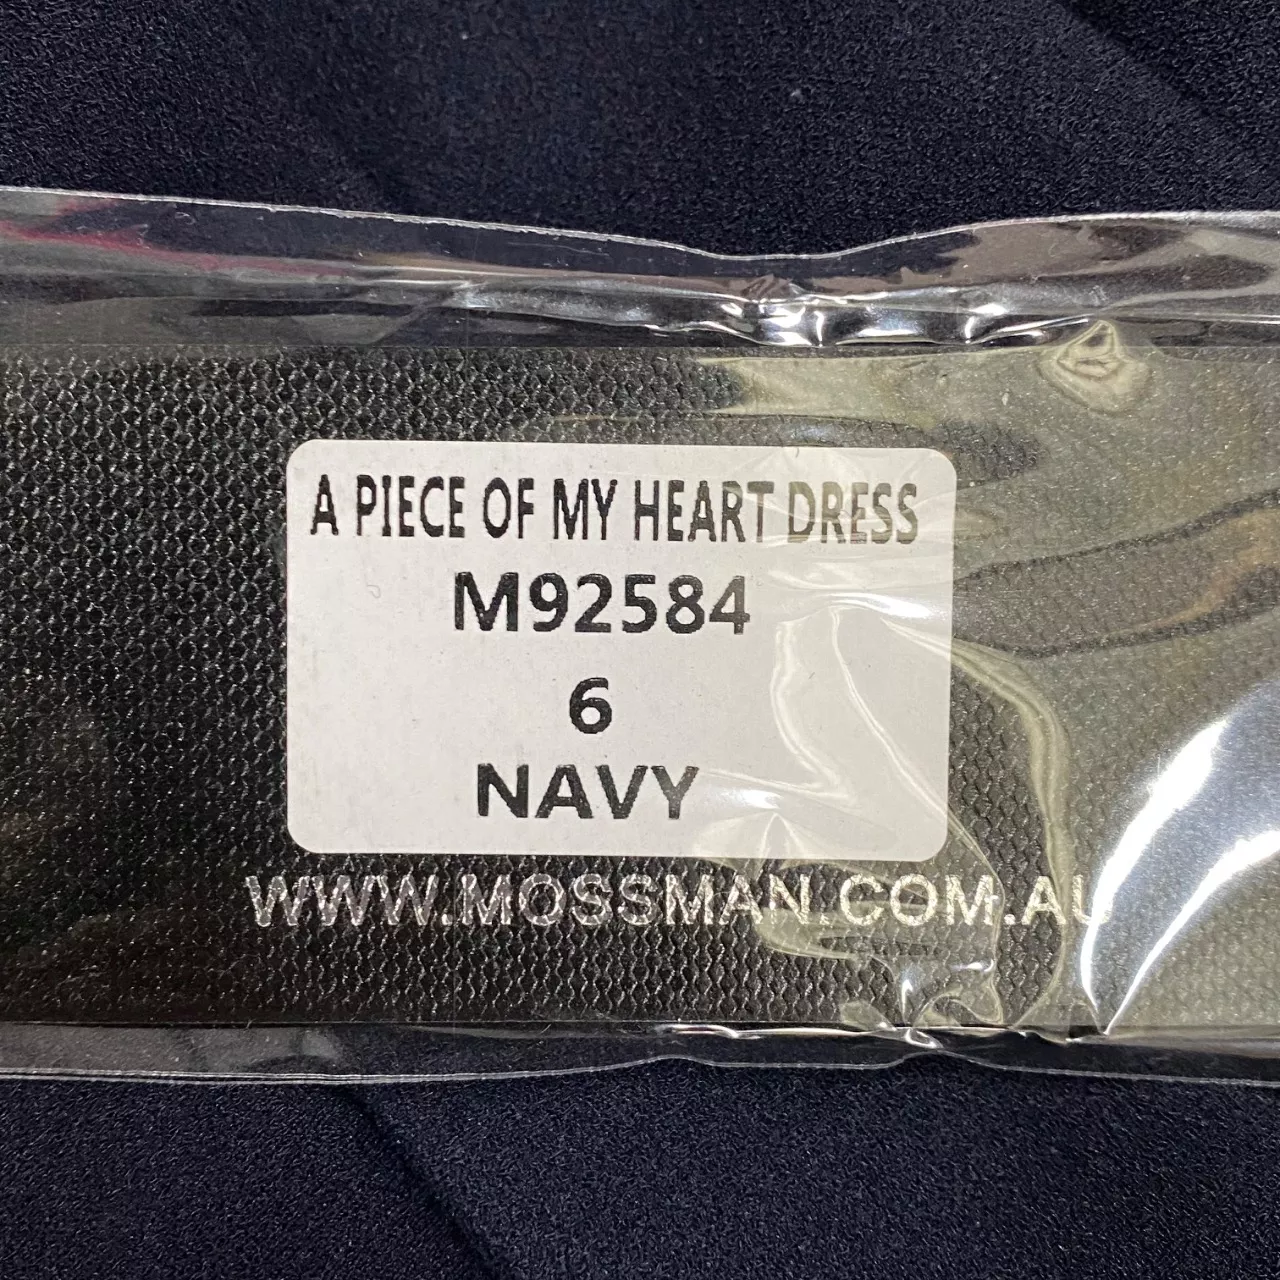 A PIECE OF MY HEART DRESS
M92584
6
NAVY
WWW.MOSSMAN.COM.AU